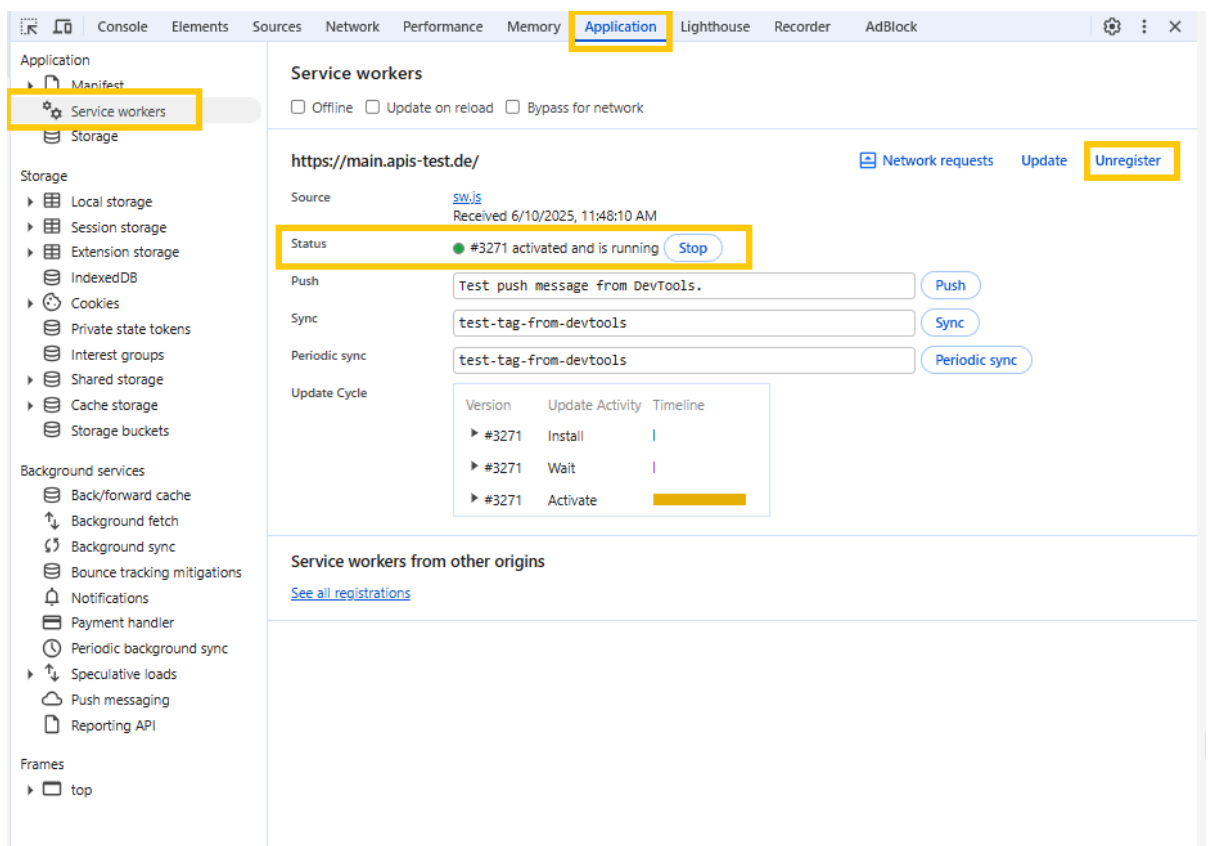 Console Elements Sources Network Performance Memory Application Lighthouse Recorder AdBlock
Application
Manifest
Service workers
Storage
Storage
Local storage
Session storage
Extension storage
IndexedDB
Cookies
Private state tokens
Interest groups
Shared storage
Cache storage
Storage buckets
Background services
Back/forward cache
Background fetch
Background sync
Bounce tracking mitigations
Notifications
Payment handler
Periodic background sync
Speculative loads
Push messaging
Reporting API
Frames
top
Service workers
Offline Update on reload Bypass for network
https://main.apis-test.de/ Network requests Update Unregister
Source sw.js
Received 6/10/2025, 11:48:10 AM
Status #3271 activated and is running Stop
Push Test push message from DevTools. Push
Sync test-tag-from-devtools Sync
Periodic sync test-tag-from-devtools Periodic sync
Update Cycle
Version Update Activity Timeline
#3271 Install
#3271 Wait
#3271 Activate
Service workers from other origins
See all registrations